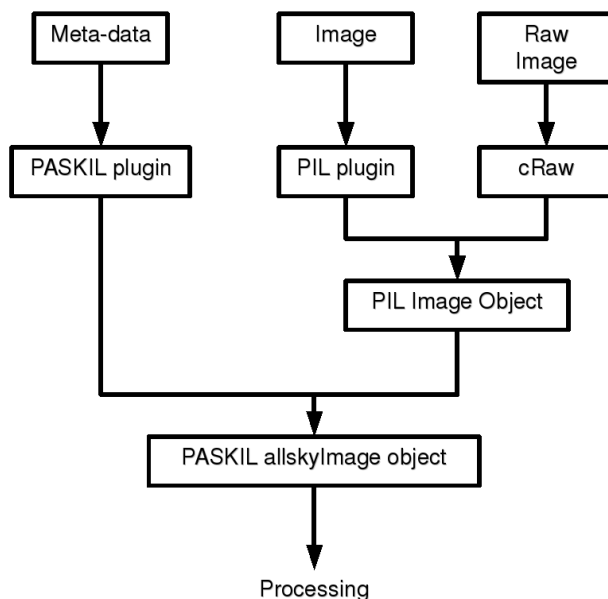 Meta-data
Image
Raw
Image
PASKIL plugin
PIL plugin
cRaw
PIL Image Object
PASKIL allskyImage object
Processing